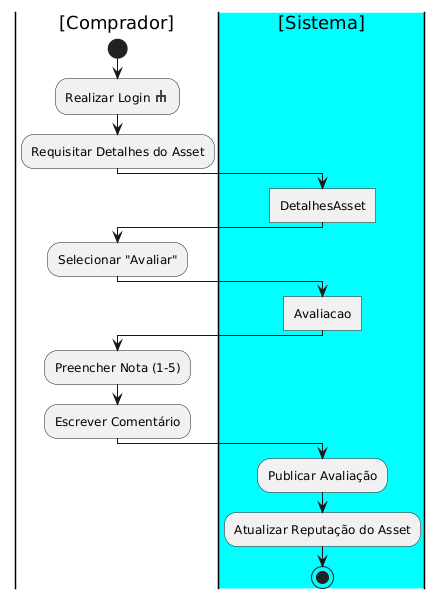 [Comprador]
[Sistema]
Realizar Login
Requisitar Detalhes do Asset
DetalhesAsset
Selecionar "Avaliar"
Avaliacao
Preencher Nota (1-5)
Escrever Comentário
Publicar Avaliação
Atualizar Reputação do Asset